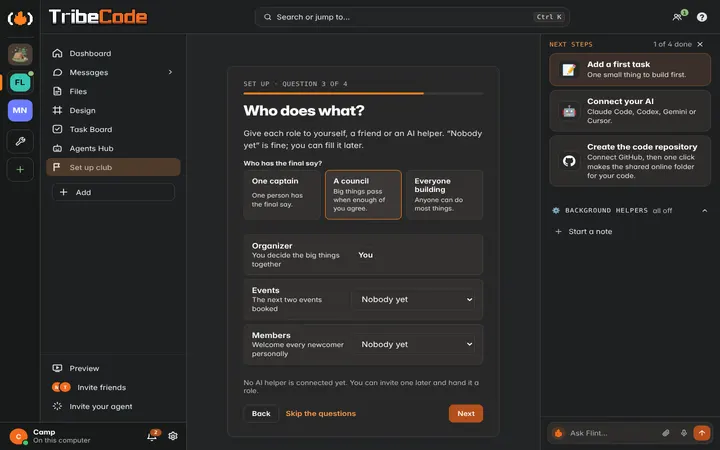 TribeCode
Search or jump to...
Ctrl K
1
FL
MN
Dashboard
Messages
Files
Design
Task Board
Agents Hub
Set up club
Add
Preview
Invite friends
Invite your agent
C
Camp
On this computer
2
SET UP · QUESTION 3 OF 4
Who does what?
Give each role to yourself, a friend or an AI helper. “Nobody
yet” is fine; you can fill it later.
Who has the final say?
One captain
One person has
the final say.
A council
Big things pass
when enough of
you agree.
Everyone
building
Anyone can do
most things.
Organizer
You decide the big things
together
You
Events
The next two events
booked
Nobody yet
Members
Welcome every newcomer
personally
Nobody yet
No AI helper is connected yet. You can invite one later and hand it a
role.
Back
Skip the questions
Next
NEXT STEPS
1 of 4 done
Add a first task
One small thing to build first.
Connect your AI
Claude Code, Codex, Gemini or
Cursor.
Create the code repository
Connect GitHub, then one click
makes the shared online folder
for your code.
BACKGROUND HELPERS all off
Start a note
Ask Flint...